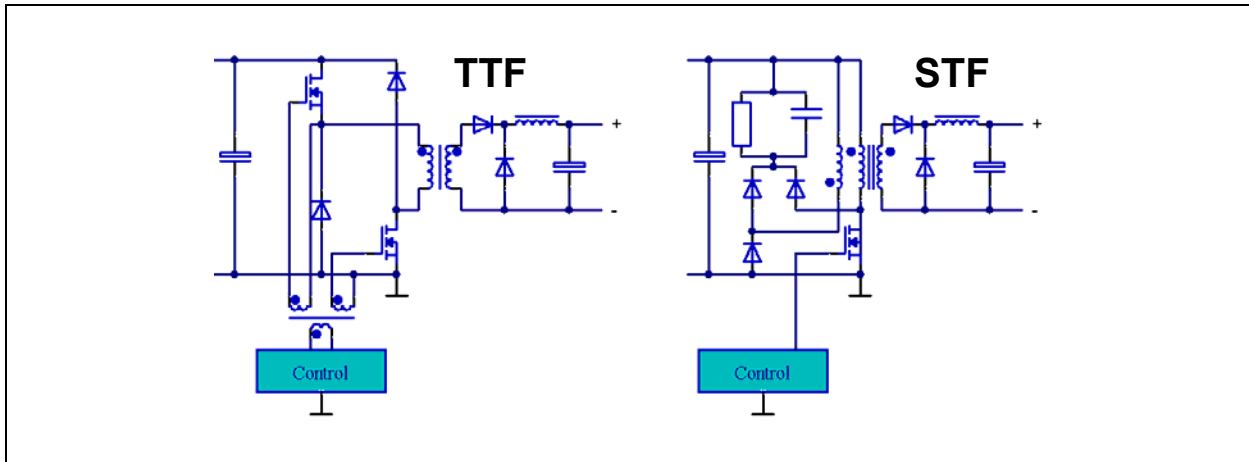 TTF
STF
+
+
-
-
Control
Control